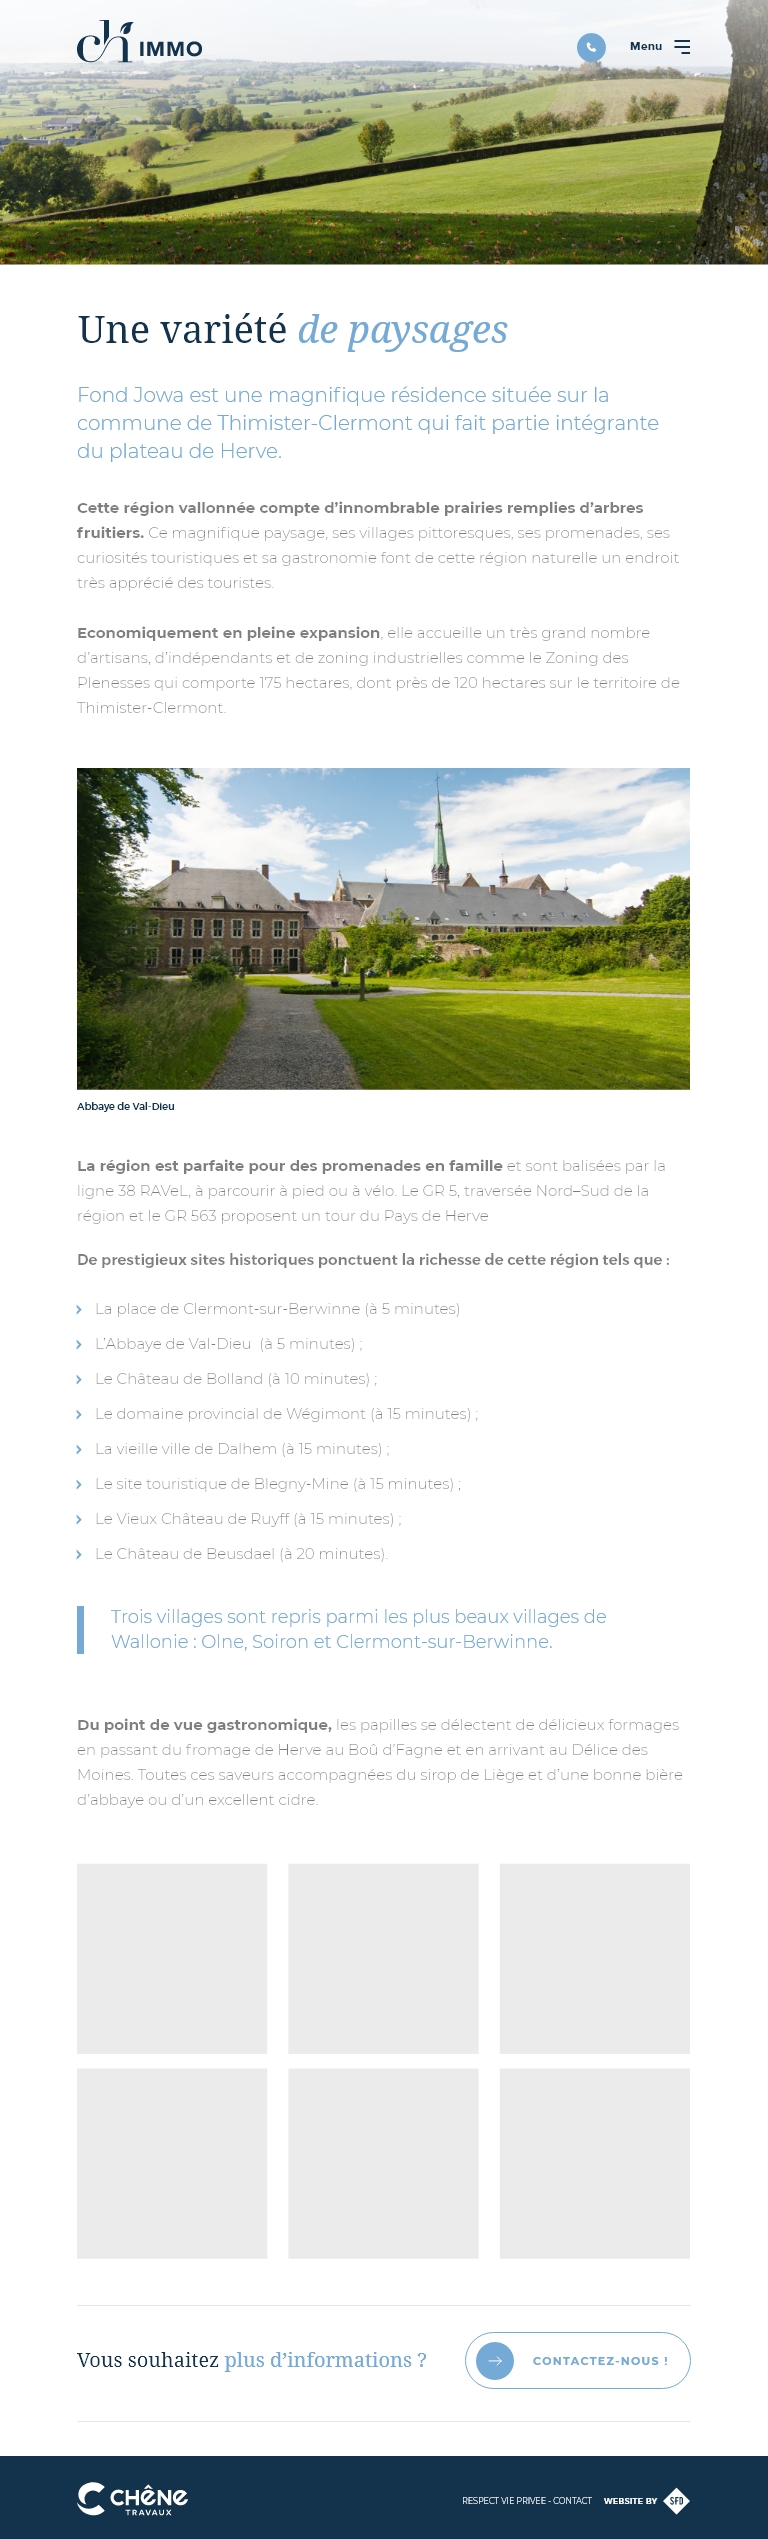 ch IMMO
Menu
Une variété de paysages
Fond Jowa est une magnifique résidence située sur la
commune de Thimister-Clermont qui fait partie intégrante
du plateau de Herve.
Cette région vallonnée compte d’innombrable prairies remplies d’arbres
fruitiers. Ce magnifique paysage, ses villages pittoresques, ses promenades, ses
curiosités touristiques et sa gastronomie font de cette région naturelle un endroit
très apprécié des touristes.
Economiquement en pleine expansion, elle accueille un très grand nombre
d’artisans, d’indépendants et de zoning industrielles comme le Zoning des
Plenesses qui comporte 175 hectares, dont près de 120 hectares sur le territoire de
Thimister-Clermont.
Abbaye de Val-Dieu
La région est parfaite pour des promenades en famille et sont balisées par la
ligne 38 RAVeL, à parcourir à pied ou à vélo. Le GR 5, traversée Nord–Sud de la
région et le GR 563 proposent un tour du Pays de Herve
De prestigieux sites historiques ponctuent la richesse de cette région tels que :
La place de Clermont-sur-Berwinne (à 5 minutes)
L’Abbaye de Val-Dieu  (à 5 minutes) ;
Le Château de Bolland (à 10 minutes) ;
Le domaine provincial de Wégimont (à 15 minutes) ;
La vieille ville de Dalhem (à 15 minutes) ;
Le site touristique de Blegny-Mine (à 15 minutes) ;
Le Vieux Château de Ruyff (à 15 minutes) ;
Le Château de Beusdael (à 20 minutes).
Trois villages sont repris parmi les plus beaux villages de
Wallonie : Olne, Soiron et Clermont-sur-Berwinne.
Du point de vue gastronomique, les papilles se délectent de délicieux formages
en passant du fromage de Herve au Boû d’Fagne et en arrivant au Délice des
Moines. Toutes ces saveurs accompagnées du sirop de Liège et d’une bonne bière
d’abbaye ou d’un excellent cidre.
Vous souhaitez plus d’informations ?
CONTACTEZ-NOUS !
CHÊNE
TRAVAUX
RESPECT VIE PRIVEE - CONTACT
WEBSITE BY SFD